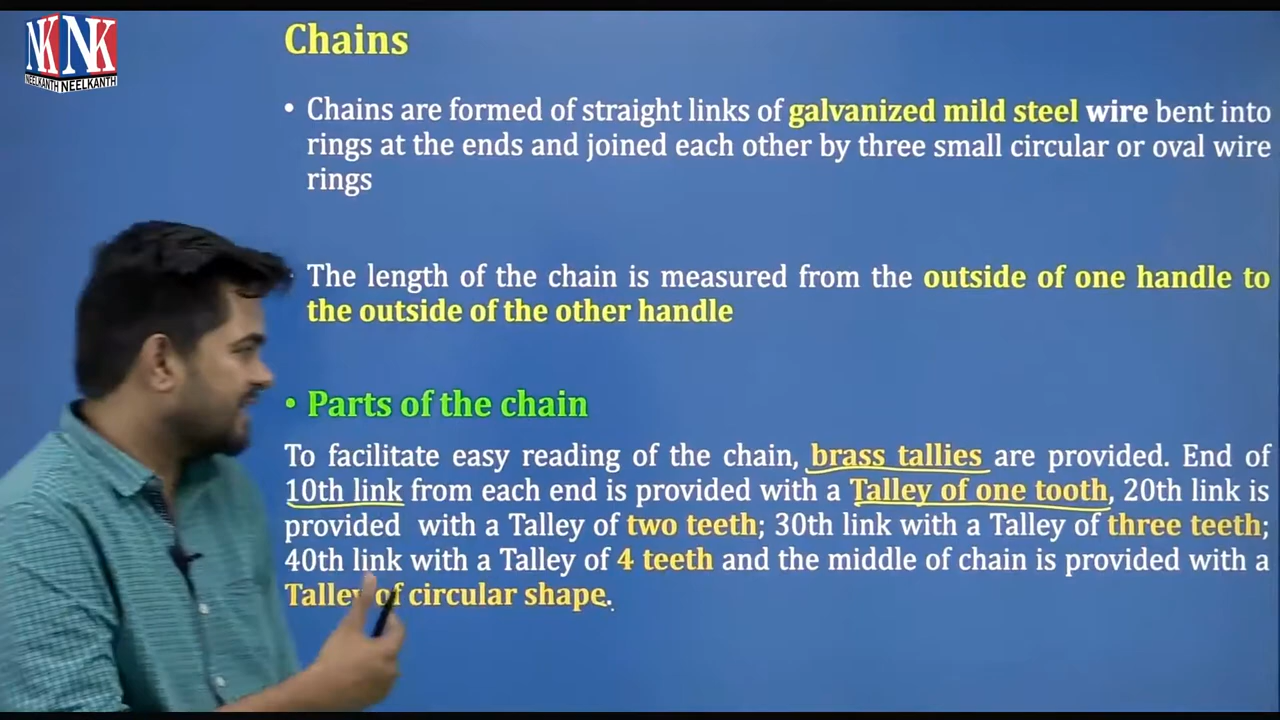 NKNK
NEELKANTH NEELKANTH
Chains
• Chains are formed of straight links of galvanized mild steel wire bent into
rings at the ends and joined each other by three small circular or oval wire
rings
The length of the chain is measured from the outside of one handle to
the outside of the other handle
• Parts of the chain
To facilitate easy reading of the chain, brass tallies are provided. End of
10th link from each end is provided with a Talley of one tooth, 20th link is
provided with a Talley of two teeth; 30th link with a Talley of three teeth;
40th link with a Talley of 4 teeth and the middle of chain is provided with a
Talley of circular shape.